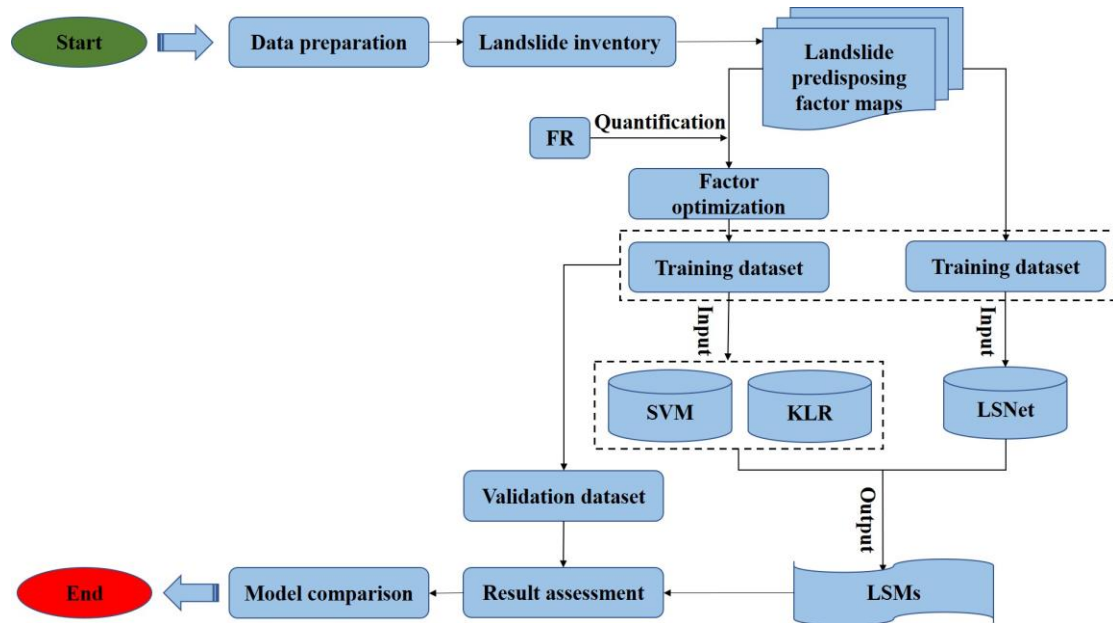 Start
Data preparation
Landslide inventory
Landslide
predisposing
factor maps
Quantification
FR
Factor
optimization
Training dataset
Training dataset
Input
Input
SVM
KLR
LSNet
Validation dataset
Output
End
Model comparison
Result assessment
LSMs